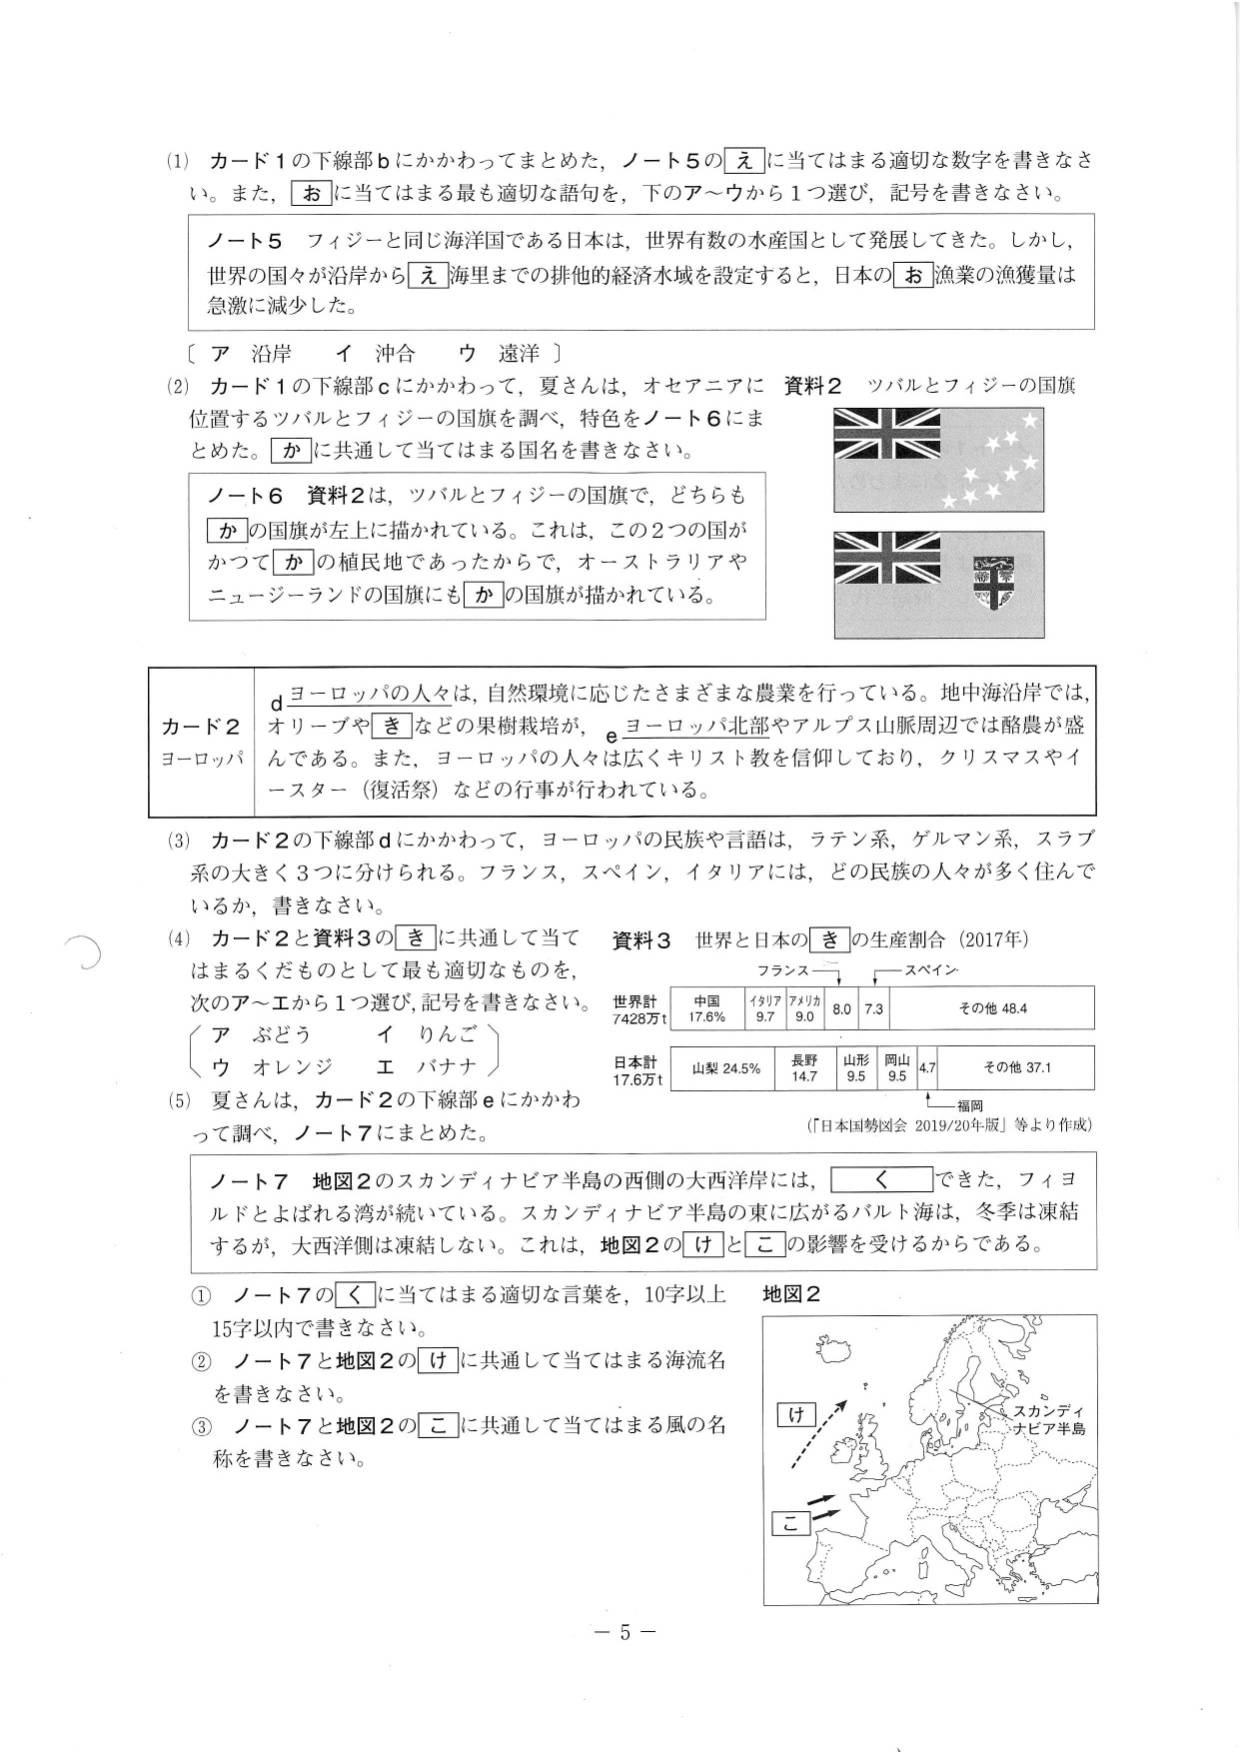 ⑴　カード１の下線部ｂにかかわってまとめた，ノート５の え に当てはまる適切な数字を書きなさ
い。また， お に当てはまる最も適切な語句を，下のア～ウから１つ選び，記号を書きなさい。
ノート５　フィジーと同じ海洋国である日本は，世界有数の水産国として発展してきた。しかし，
世界の国々が沿岸から え 海里までの排他的経済水域を設定すると，日本の お 漁業の漁獲量は
急激に減少した。
〔　ア　沿岸　　イ　沖合　　ウ　遠洋　〕
⑵　カード１の下線部ｃにかかわって，夏さんは，オセアニアに
位置するツバルとフィジーの国旗を調べ，特色をノート６にま
とめた。 か に共通して当てはまる国名を書きなさい。
資料２　ツバルとフィジーの国旗
ノート６　資料２は，ツバルとフィジーの国旗で，どちらも
か の国旗が左上に描かれている。これは，この２つの国が
かつて か の植民地であったからで，オーストラリアや
ニュージーランドの国旗にも か の国旗が描かれている。
カード２
ヨーロッパ
ｄヨーロッパの人々は，自然環境に応じたさまざまな農業を行っている。地中海沿岸では，
オリーブや き などの果樹栽培が，ｅヨーロッパ北部やアルプス山脈周辺では酪農が盛
んである。また，ヨーロッパの人々は広くキリスト教を信仰しており，クリスマスやイ
ースター（復活祭）などの行事が行われている。
⑶　カード２の下線部ｄにかかわって，ヨーロッパの民族や言語は，ラテン系，ゲルマン系，スラブ
系の大きく３つに分けられる。フランス，スペイン，イタリアには，どの民族の人々が多く住んで
いるか，書きなさい。
⑷　カード２と資料３の き に共通して当て
はまるくだものとして最も適切なものを，
次のア～エから１つ選び，記号を書きなさい。
ア　ぶどう　　イ　りんご
ウ　オレンジ　　エ　バナナ
資料３　世界と日本の き の生産割合（2017年）
フランス　スペイン
世界計
7428万t
中国
17.6%
イタリア
9.7
アメリカ
9.0
8.0
7.3
その他 48.4
日本計
17.6万t
山梨 24.5%
長野
14.7
山形
9.5
岡山
9.5
4.7
その他 37.1
福岡
（「日本国勢図会 2019/20年版」等より作成）
⑸　夏さんは，カード２の下線部ｅにかかわ
って調べ，ノート７にまとめた。
ノート７　地図２のスカンディナビア半島の西側の大西洋岸には， く できた，フィヨ
ルドとよばれる湾が続いている。スカンディナビア半島の東に広がるバルト海は，冬季は凍結
するが，大西洋側は凍結しない。これは，地図２の け と こ の影響を受けるからである。
①　ノート７の く に当てはまる適切な言葉を，10字以上
15字以内で書きなさい。
②　ノート７と地図２の け に共通して当てはまる海流名
を書きなさい。
③　ノート７と地図２の こ に共通して当てはまる風の名
称を書きなさい。
地図２
け
こ
スカンディ
ナビア半島
－ 5 －